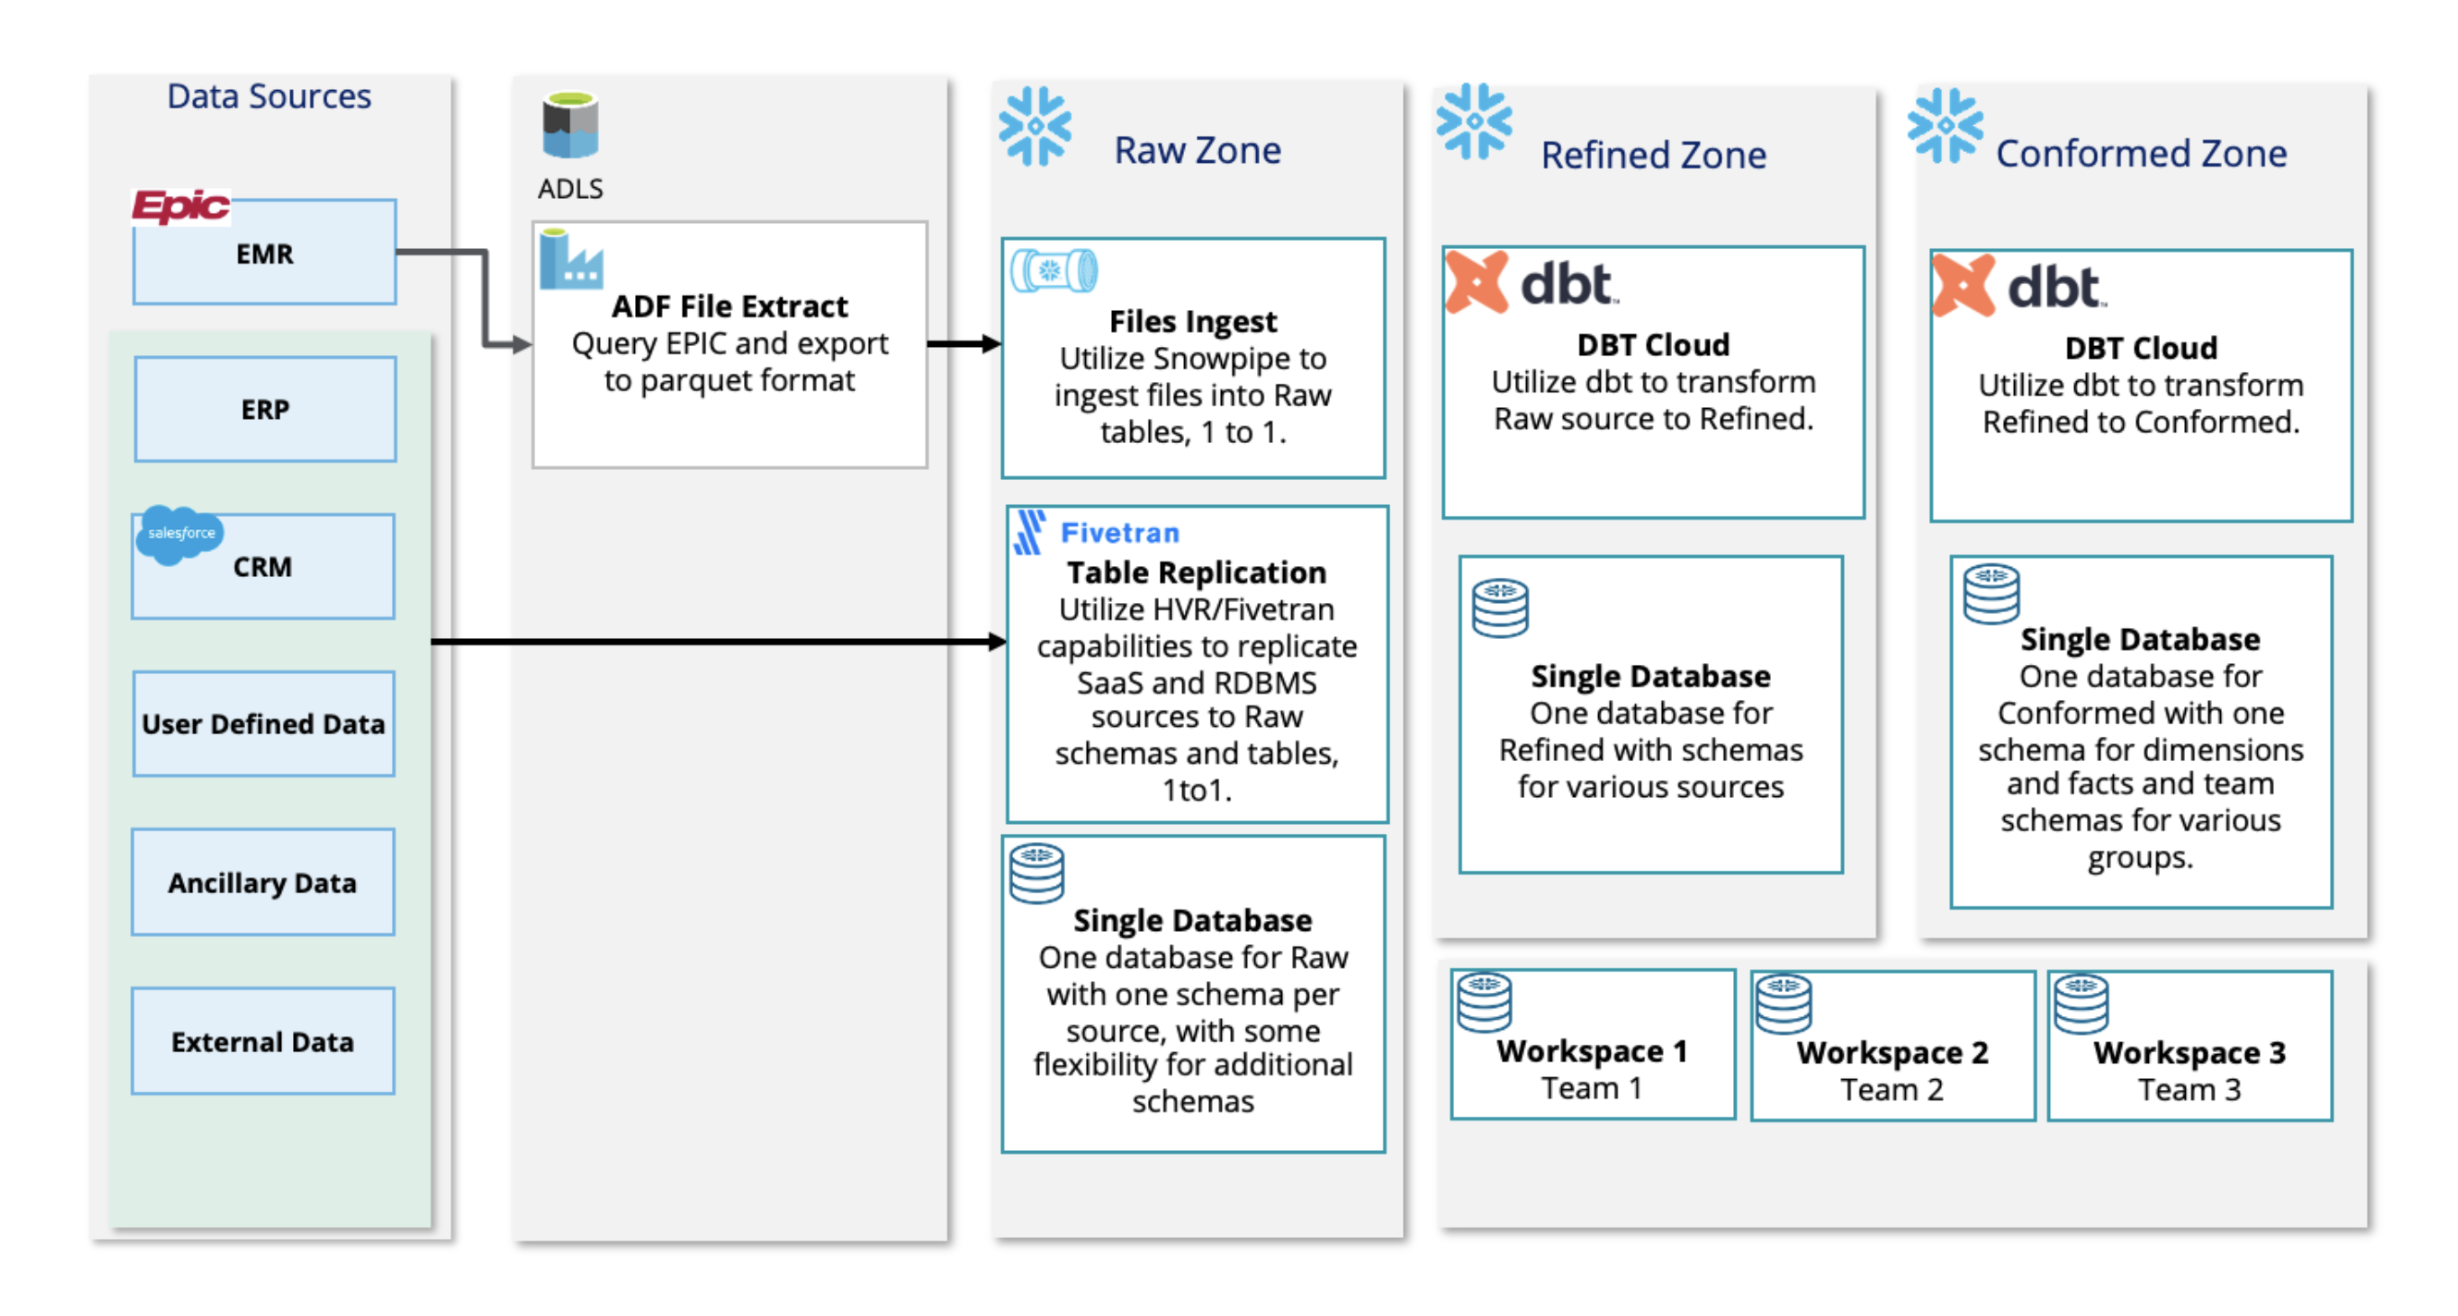 Data Sources
Epic
EMR
ERP
salesforce
CRM
User Defined Data
Ancillary Data
External Data
ADLS
ADF File Extract
Query EPIC and export
to parquet format
Raw Zone
Files Ingest
Utilize Snowpipe to
ingest files into Raw
tables, 1 to 1.
Fivetran
Table Replication
Utilize HVR/Fivetran
capabilities to replicate
SaaS and RDBMS
sources to Raw
schemas and tables,
1to1.
Single Database
One database for Raw
with one schema per
source, with some
flexibility for additional
schemas
Refined Zone
dbt
DBT Cloud
Utilize dbt to transform
Raw source to Refined.
Single Database
One database for
Refined with schemas
for various sources
Conformed Zone
dbt
DBT Cloud
Utilize dbt to transform
Refined to Conformed.
Single Database
One database for
Conformed with one
schema for dimensions
and facts and team
schemas for various
groups.
Workspace 1
Team 1
Workspace 2
Team 2
Workspace 3
Team 3